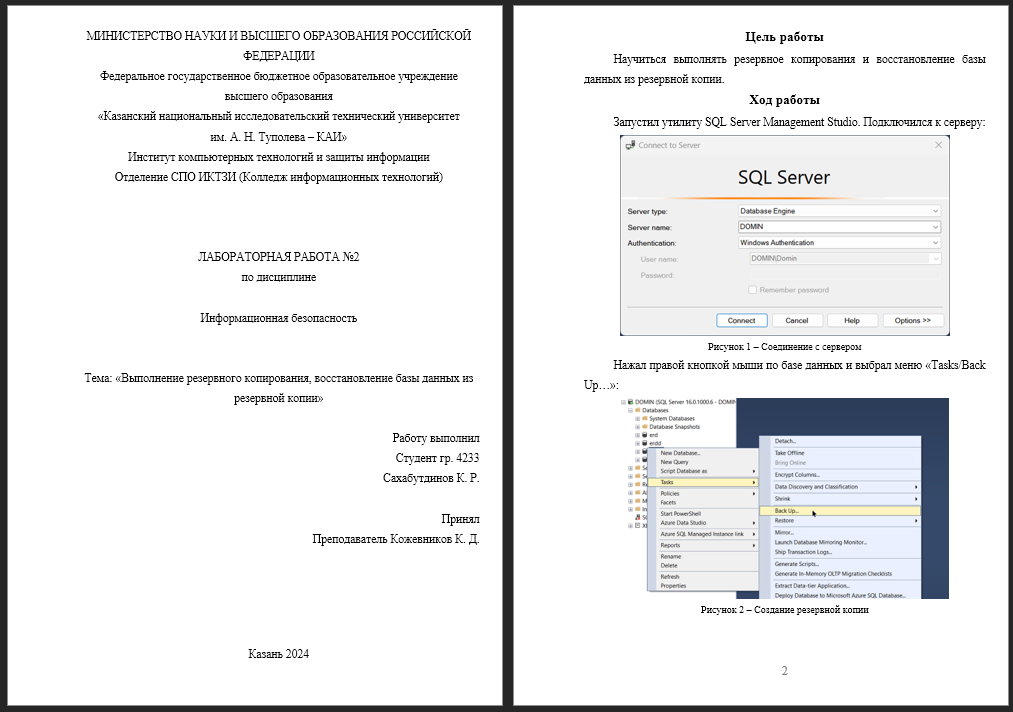 МИНИСТЕРСТВО НАУКИ И ВЫСШЕГО ОБРАЗОВАНИЯ РОССИЙСКОЙ
ФЕДЕРАЦИИ
Федеральное государственное бюджетное образовательное учреждение
высшего образования
«Казанский национальный исследовательский технический университет
им. А. Н. Туполева – КАИ»
Институт компьютерных технологий и защиты информации
Отделение СПО ИКТЗИ (Колледж информационных технологий)
ЛАБОРАТОРНАЯ РАБОТА №2
по дисциплине
Информационная безопасность
Тема: «Выполнение резервного копирования, восстановление базы данных из
резервной копии»
Работу выполнил
Студент гр. 4233
Сахабутдинов К. Р.
Принял
Преподаватель Кожевников К. Д.
Казань 2024
Цель работы
Научиться выполнять резервное копирования и восстановление базы
данных из резервной копии.
Ход работы
Запустил утилиту SQL Server Management Studio. Подключился к серверу:
Connect to Server
SQL Server
Server type: Database Engine
Server name: DOMIN
Authentication: Windows Authentication
User name: DOMIN\Domin
Password:
Remember password
Connect Cancel Help Options >>
Рисунок 1 – Соединение с сервером
Нажал правой кнопкой мыши по базе данных и выбрал меню «Tasks/Back
Up…»:
DOMIN (SQL Server 16.0.1000.6 - DOMIN
Databases
System Databases
Database Snapshots
erd
erdd
New Database...
New Query
Script Database as
Tasks
Policies
Facets
Start PowerShell
Azure Data Studio
Azure SQL Managed Instance link
Reports
Rename
Delete
Refresh
Properties
Detach...
Take Offline
Bring Online
Encrypt Columns...
Data Discovery and Classification
Shrink
Back Up...
Restore
Mirror...
Launch Database Mirroring Monitor...
Ship Transaction Logs...
Generate Scripts...
Generate In-Memory OLTP Migration Checklists
Extract Data-tier Application...
Deploy Database to Microsoft Azure SQL Database...
Рисунок 2 – Создание резервной копии
2